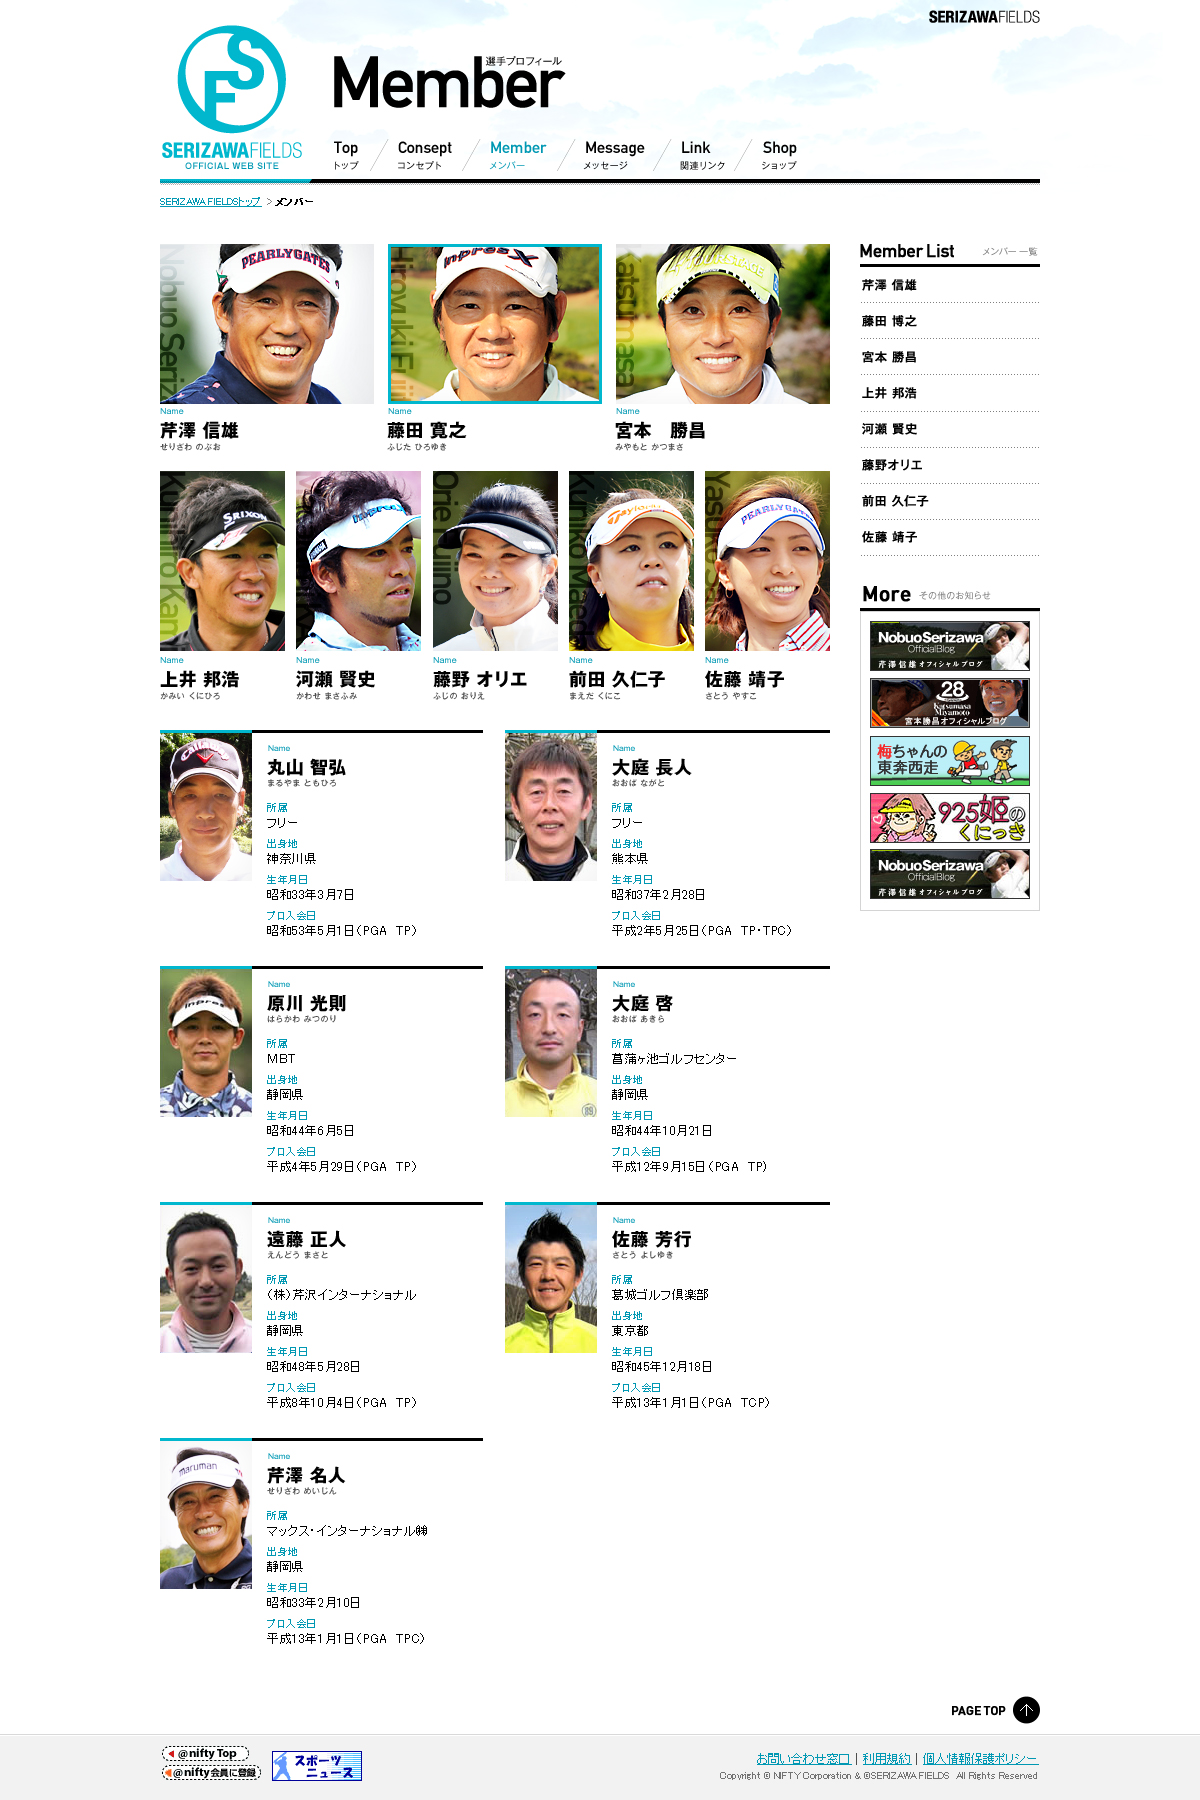 SERIZAWAFIELDS
FS
SERIZAWAFIELDS
OFFICIAL WEB SITE
選手プロフィール
Member
Top
トップ
Consept
コンセプト
Member
メンバー
Message
メッセージ
Link
関連リンク
Shop
ショップ
SERIZAWA FIELDSトップ > メンバー
Name
芹澤 信雄
せりざわ のぶお
Name
藤田 寛之
ふじた ひろゆき
Name
宮本　勝昌
みやもと かつまさ
Name
上井 邦浩
かみい くにひろ
Name
河瀬 賢史
かわせ まさふみ
Name
藤野 オリエ
ふじの おりえ
Name
前田 久仁子
まえだ くにこ
Name
佐藤 靖子
さとう やすこ
Name
丸山 智弘
まるやま ともひろ
所属
フリー
出身地
神奈川県
生年月日
昭和33年3月7日
プロ入会日
昭和53年5月1日（PGA　TP）
Name
大庭 長人
おおば ながと
所属
フリー
出身地
熊本県
生年月日
昭和37年2月28日
プロ入会日
平成2年5月25日（PGA　TP・TPC）
Name
原川 光則
はらかわ みつのり
所属
MBT
出身地
静岡県
生年月日
昭和44年6月5日
プロ入会日
平成4年5月29日（PGA　TP）
Name
大庭 啓
おおば あきら
所属
菖蒲ヶ池ゴルフセンター
出身地
静岡県
生年月日
昭和44年10月21日
プロ入会日
平成12年9月15日（PGA　TP）
Name
遠藤 正人
えんどう まさと
所属
（株）芹沢インターナショナル
出身地
静岡県
生年月日
昭和48年5月28日
プロ入会日
平成8年10月4日（PGA　TP）
Name
佐藤 芳行
さとう よしゆき
所属
葛城ゴルフ倶楽部
出身地
東京都
生年月日
昭和45年12月18日
プロ入会日
平成13年1月1日（PGA　TCP）
Name
芹澤 名人
せりざわ めいじん
所属
マックス・インターナショナル㈱
出身地
静岡県
生年月日
昭和33年2月10日
プロ入会日
平成13年1月1日（PGA　TPC）
Member List メンバー一覧
芹澤 信雄
藤田 博之
宮本 勝昌
上井 邦浩
河瀬 賢史
藤野オリエ
前田 久仁子
佐藤 靖子
More その他のお知らせ
NobuoSerizawa
OfficialBlog
芹澤信雄オフィシャルブログ
28
Katsumasa
Miyamoto
宮本勝昌オフィシャルブログ
梅ちゃんの
東奔西走
925姫の
くにっき
NobuoSerizawa
OfficialBlog
芹澤信雄オフィシャルブログ
PAGE TOP
@nifty Top
@nifty会員に登録
スポーツ
ニュース
お問い合わせ窓口 | 利用規約 | 個人情報保護ポリシー
Copyright © NIFTY Corporation & ©SERIZAWA FIELDS All Rights Reserved